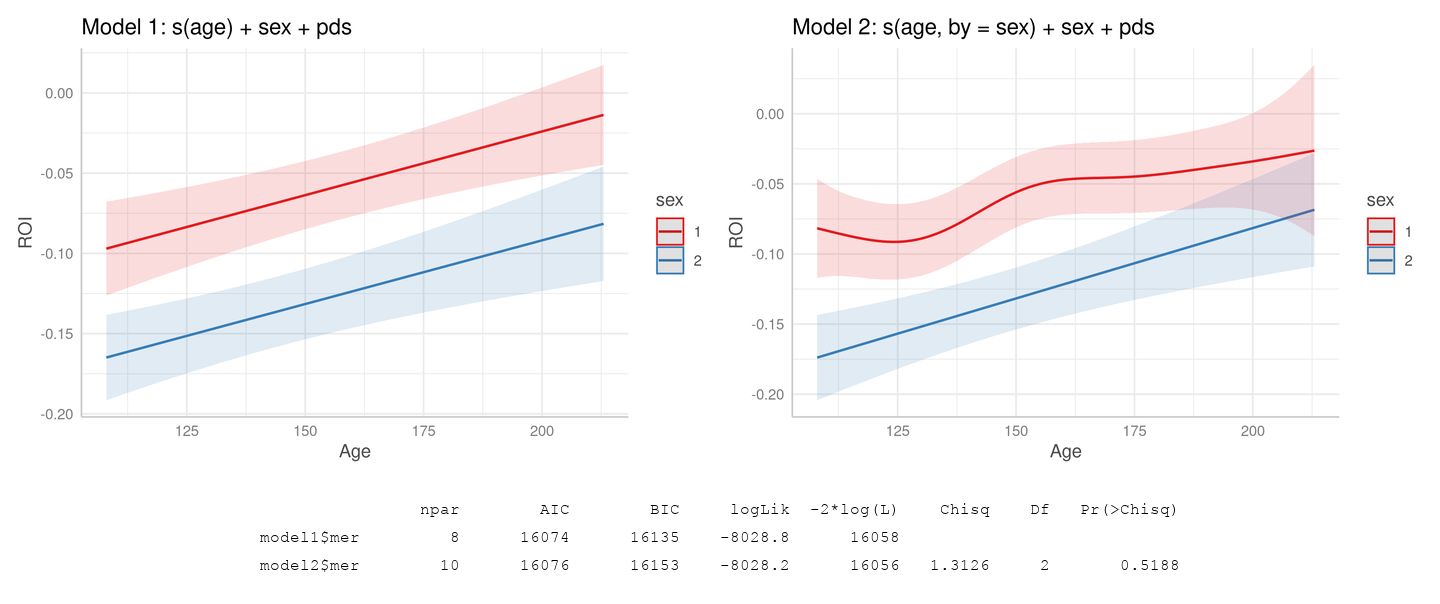 Model 1: s(age) + sex + pds
0.00
-0.05
-0.10
-0.15
-0.20
ROI
125 150 175 200
Age
sex
1
2
Model 2: s(age, by = sex) + sex + pds
0.00
-0.05
-0.10
-0.15
-0.20
ROI
125 150 175 200
Age
sex
1
2
npar AIC BIC logLik -2*log(L) Chisq Df Pr(>Chisq)
model1$mer 8 16074 16135 -8028.8 16058
model2$mer 10 16076 16153 -8028.2 16056 1.3126 2 0.5188